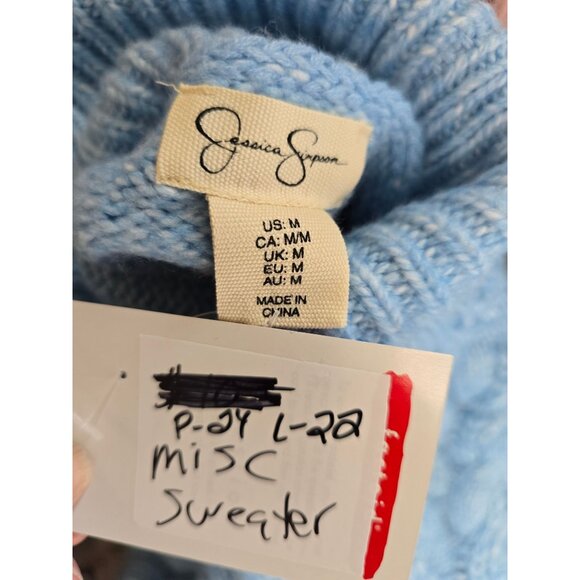 Jessica Simpson
US: M
CA: M/M
UK: M
EU: M
AU: M
MADE IN
CHINA
P-24 L-22
misc
sweater